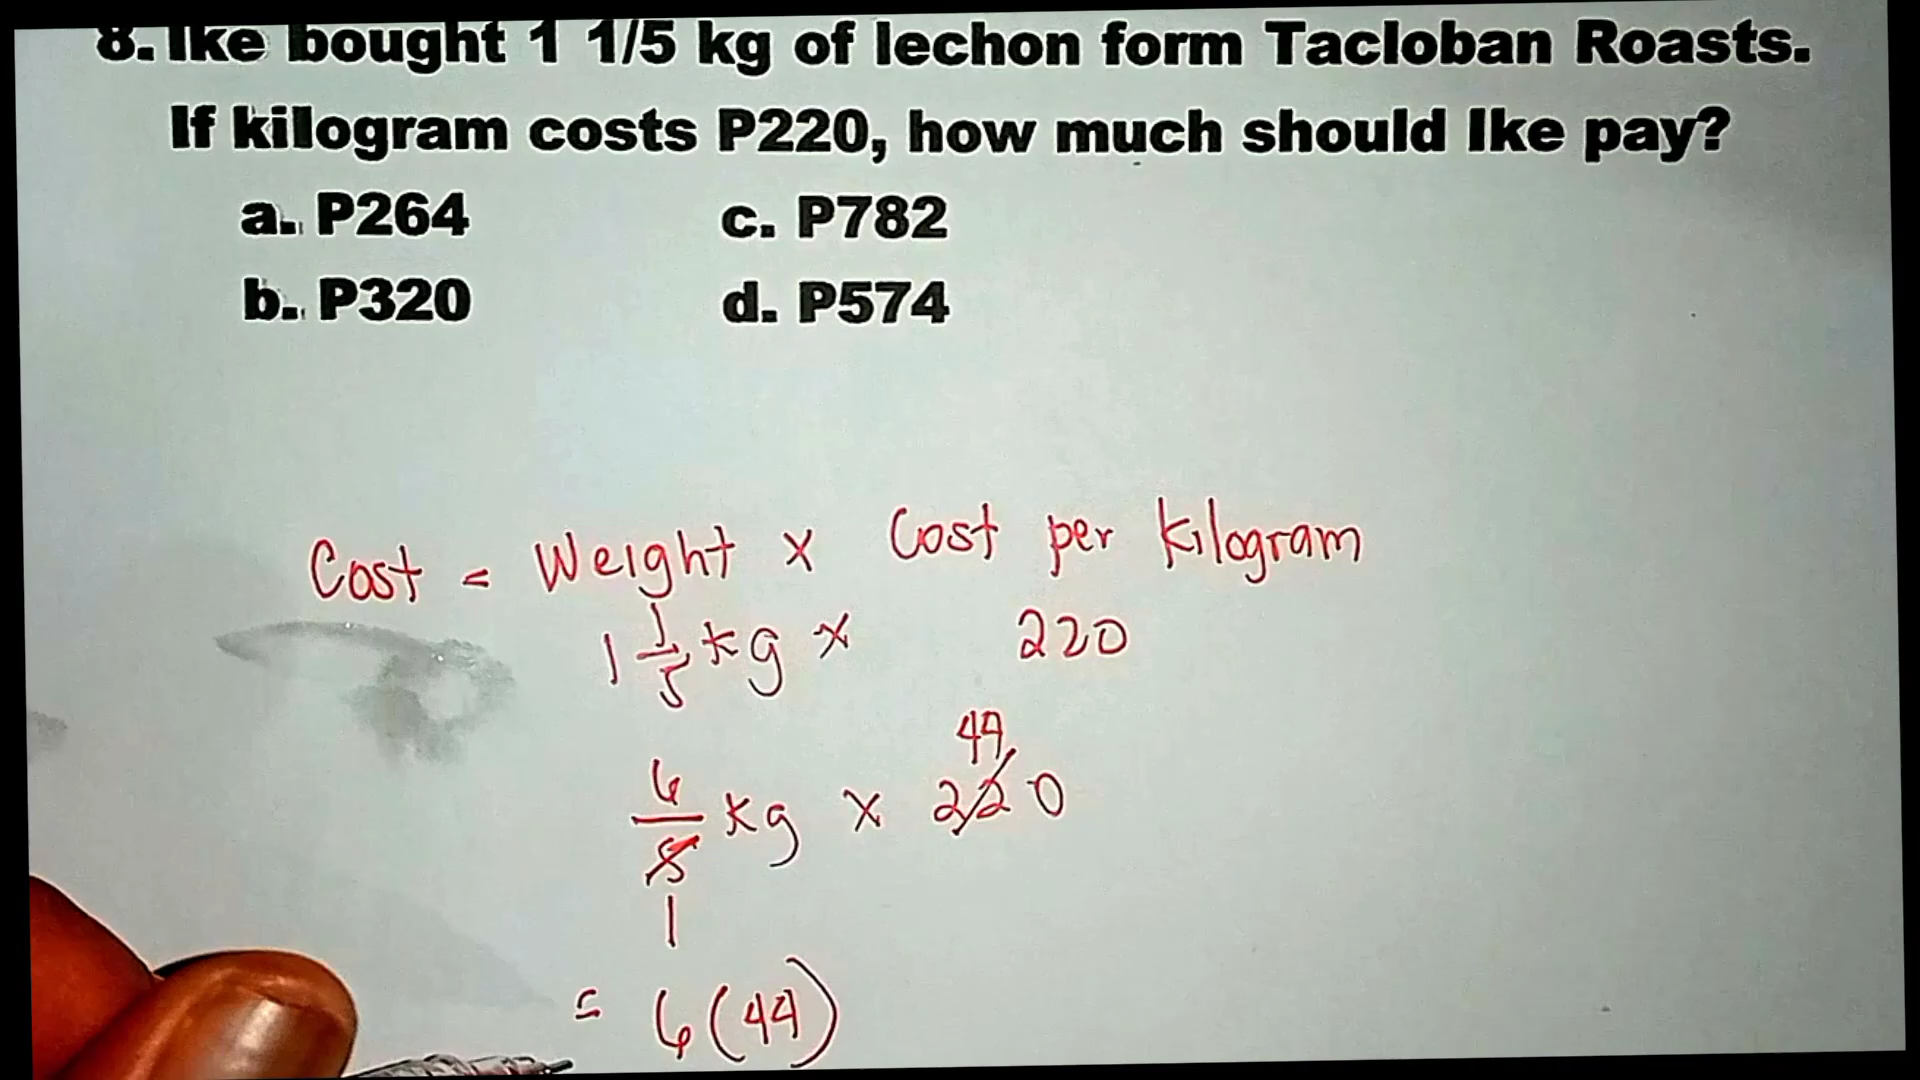 8. Ike bought 1 1/5 kg of lechon form Tacloban Roasts.
If kilogram costs P220, how much should Ike pay?
a. P264 c. P782
b. P320 d. P574
Cost = Weight x Cost per kilogram
1 1/5 kg x 220
44
6/5 kg x 220
1
= 6(44)